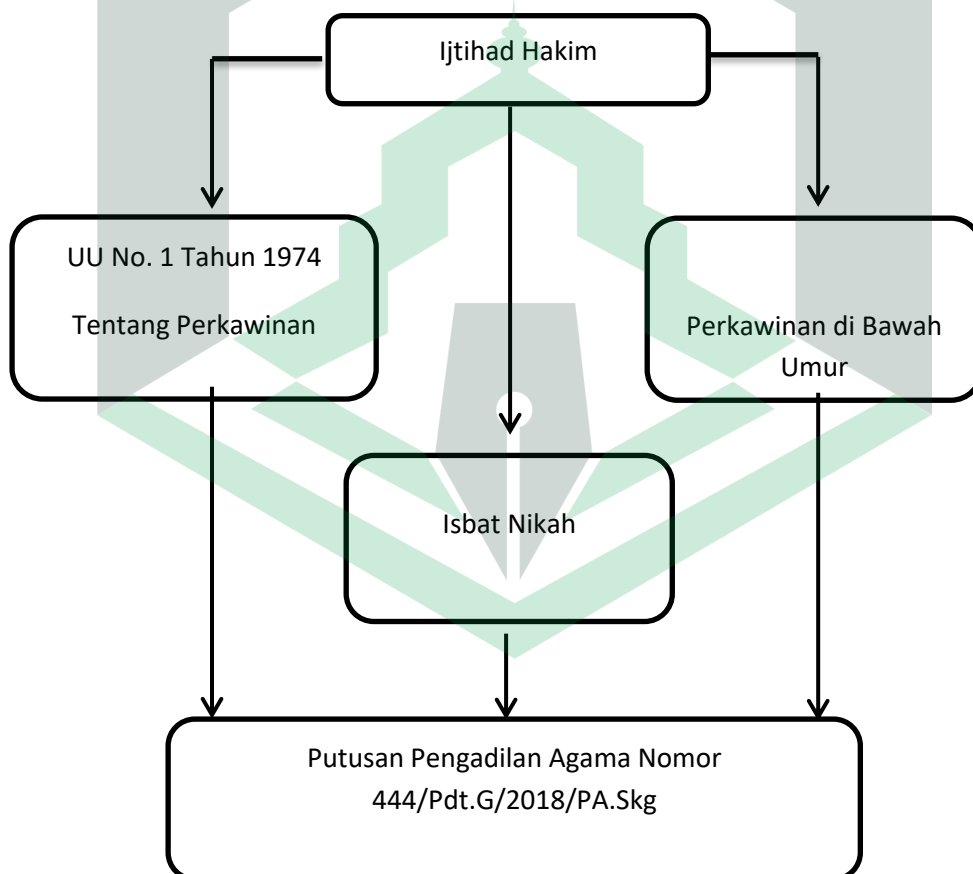 Ijtihad Hakim
UU No. 1 Tahun 1974
Tentang Perkawinan
Perkawinan di Bawah
Umur
Isbat Nikah
Putusan Pengadilan Agama Nomor
444/Pdt.G/2018/PA.Skg